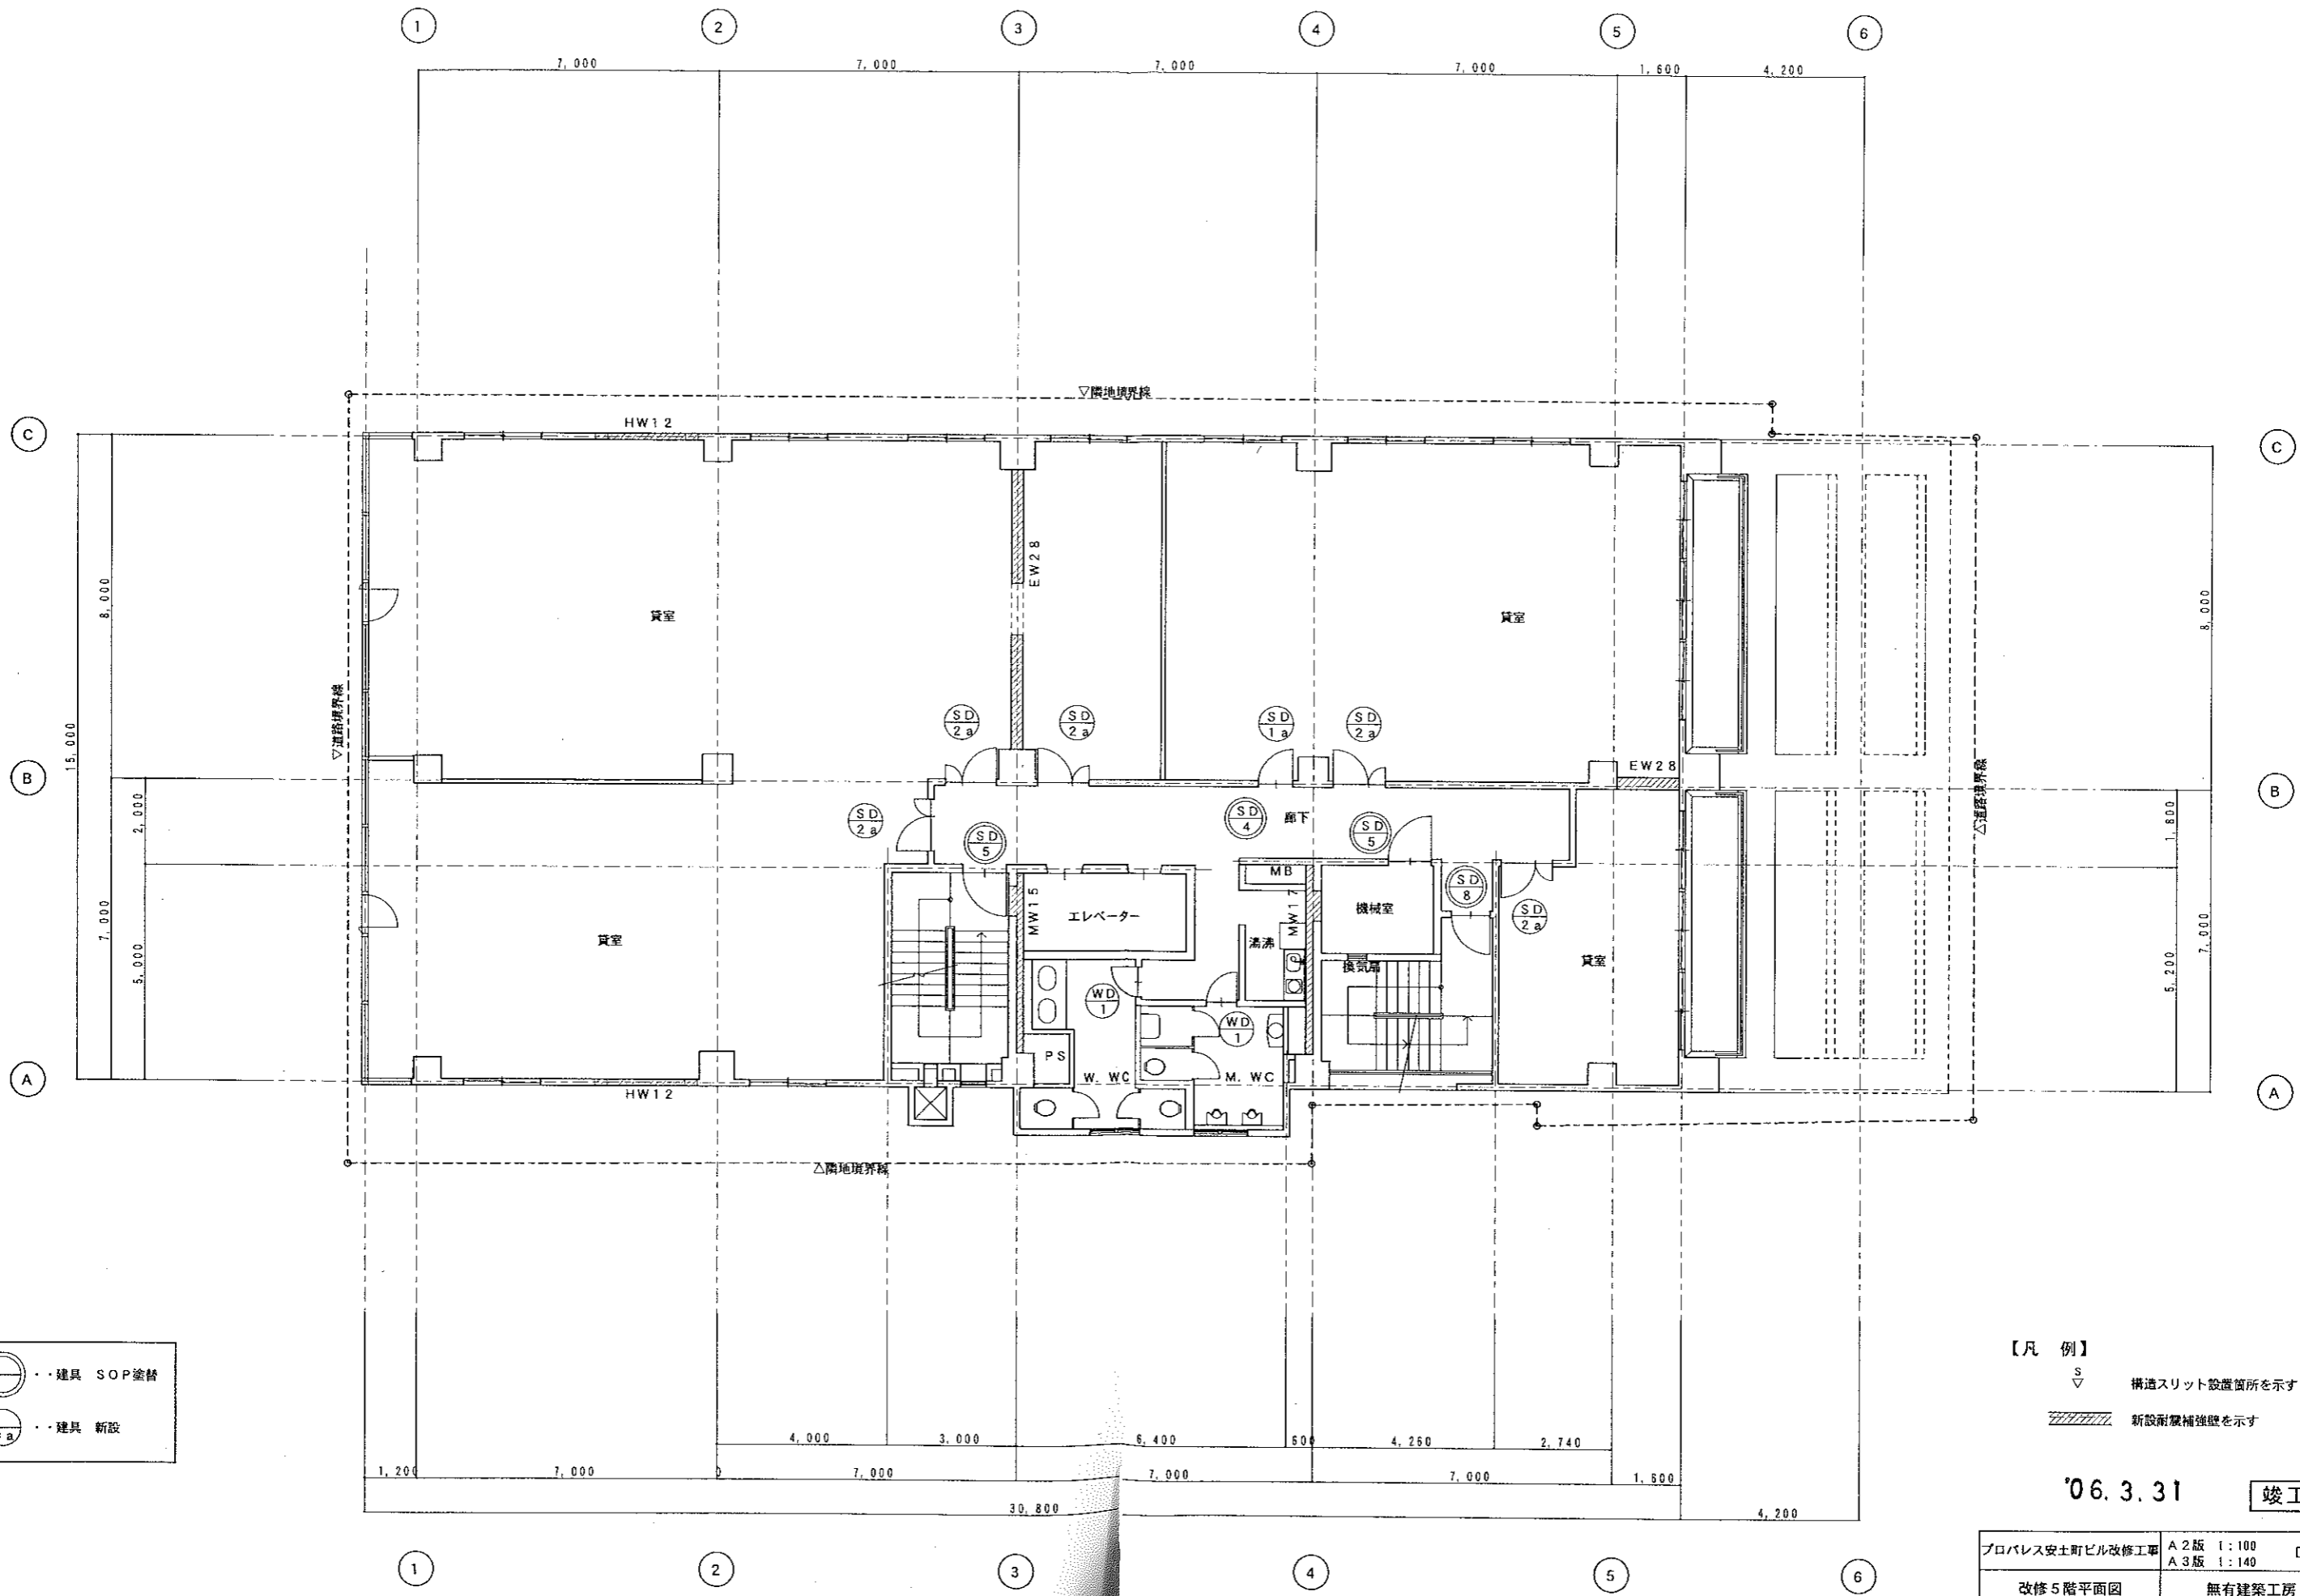 1 2 3 4 5 6
7,000 7,000 7,000 7,000 1,600 4,200
▽隣地境界線
C HW12 C
8,000 EW28 8,000
貸室 貸室
▽道路境界線
15,000
SD 2a SD 2a SD 1a SD 2a
EW28
B B
△道路境界線
2,000 SD 2a SD 5 SD 4 廊下 SD 5 1,800
MB
MW15 エレベーター MW17 機械室 SD 8 SD 2a
7,000 貸室 湯沸 換気扇 貸室 7,000
5,000 WD 1 WD 1 5,200
PS
A W.WC M.WC A
HW12
△隣地境界線
・・建具 SOP塗替
a ・・建具 新設
【凡 例】
S
▽ 構造スリット設置箇所を示す
新設耐震補強壁を示す
4,000 3,000 6,400 600 4,260 2,740
1,200 7,000 7,000 7,000 7,000 1,600
30,800 4,200
'06.3.31 竣工
プロパレス安土町ビル改修工事 A2版 1:100
A3版 1:140
改修5階平面図 無有建築工房
1 2 3 4 5 6